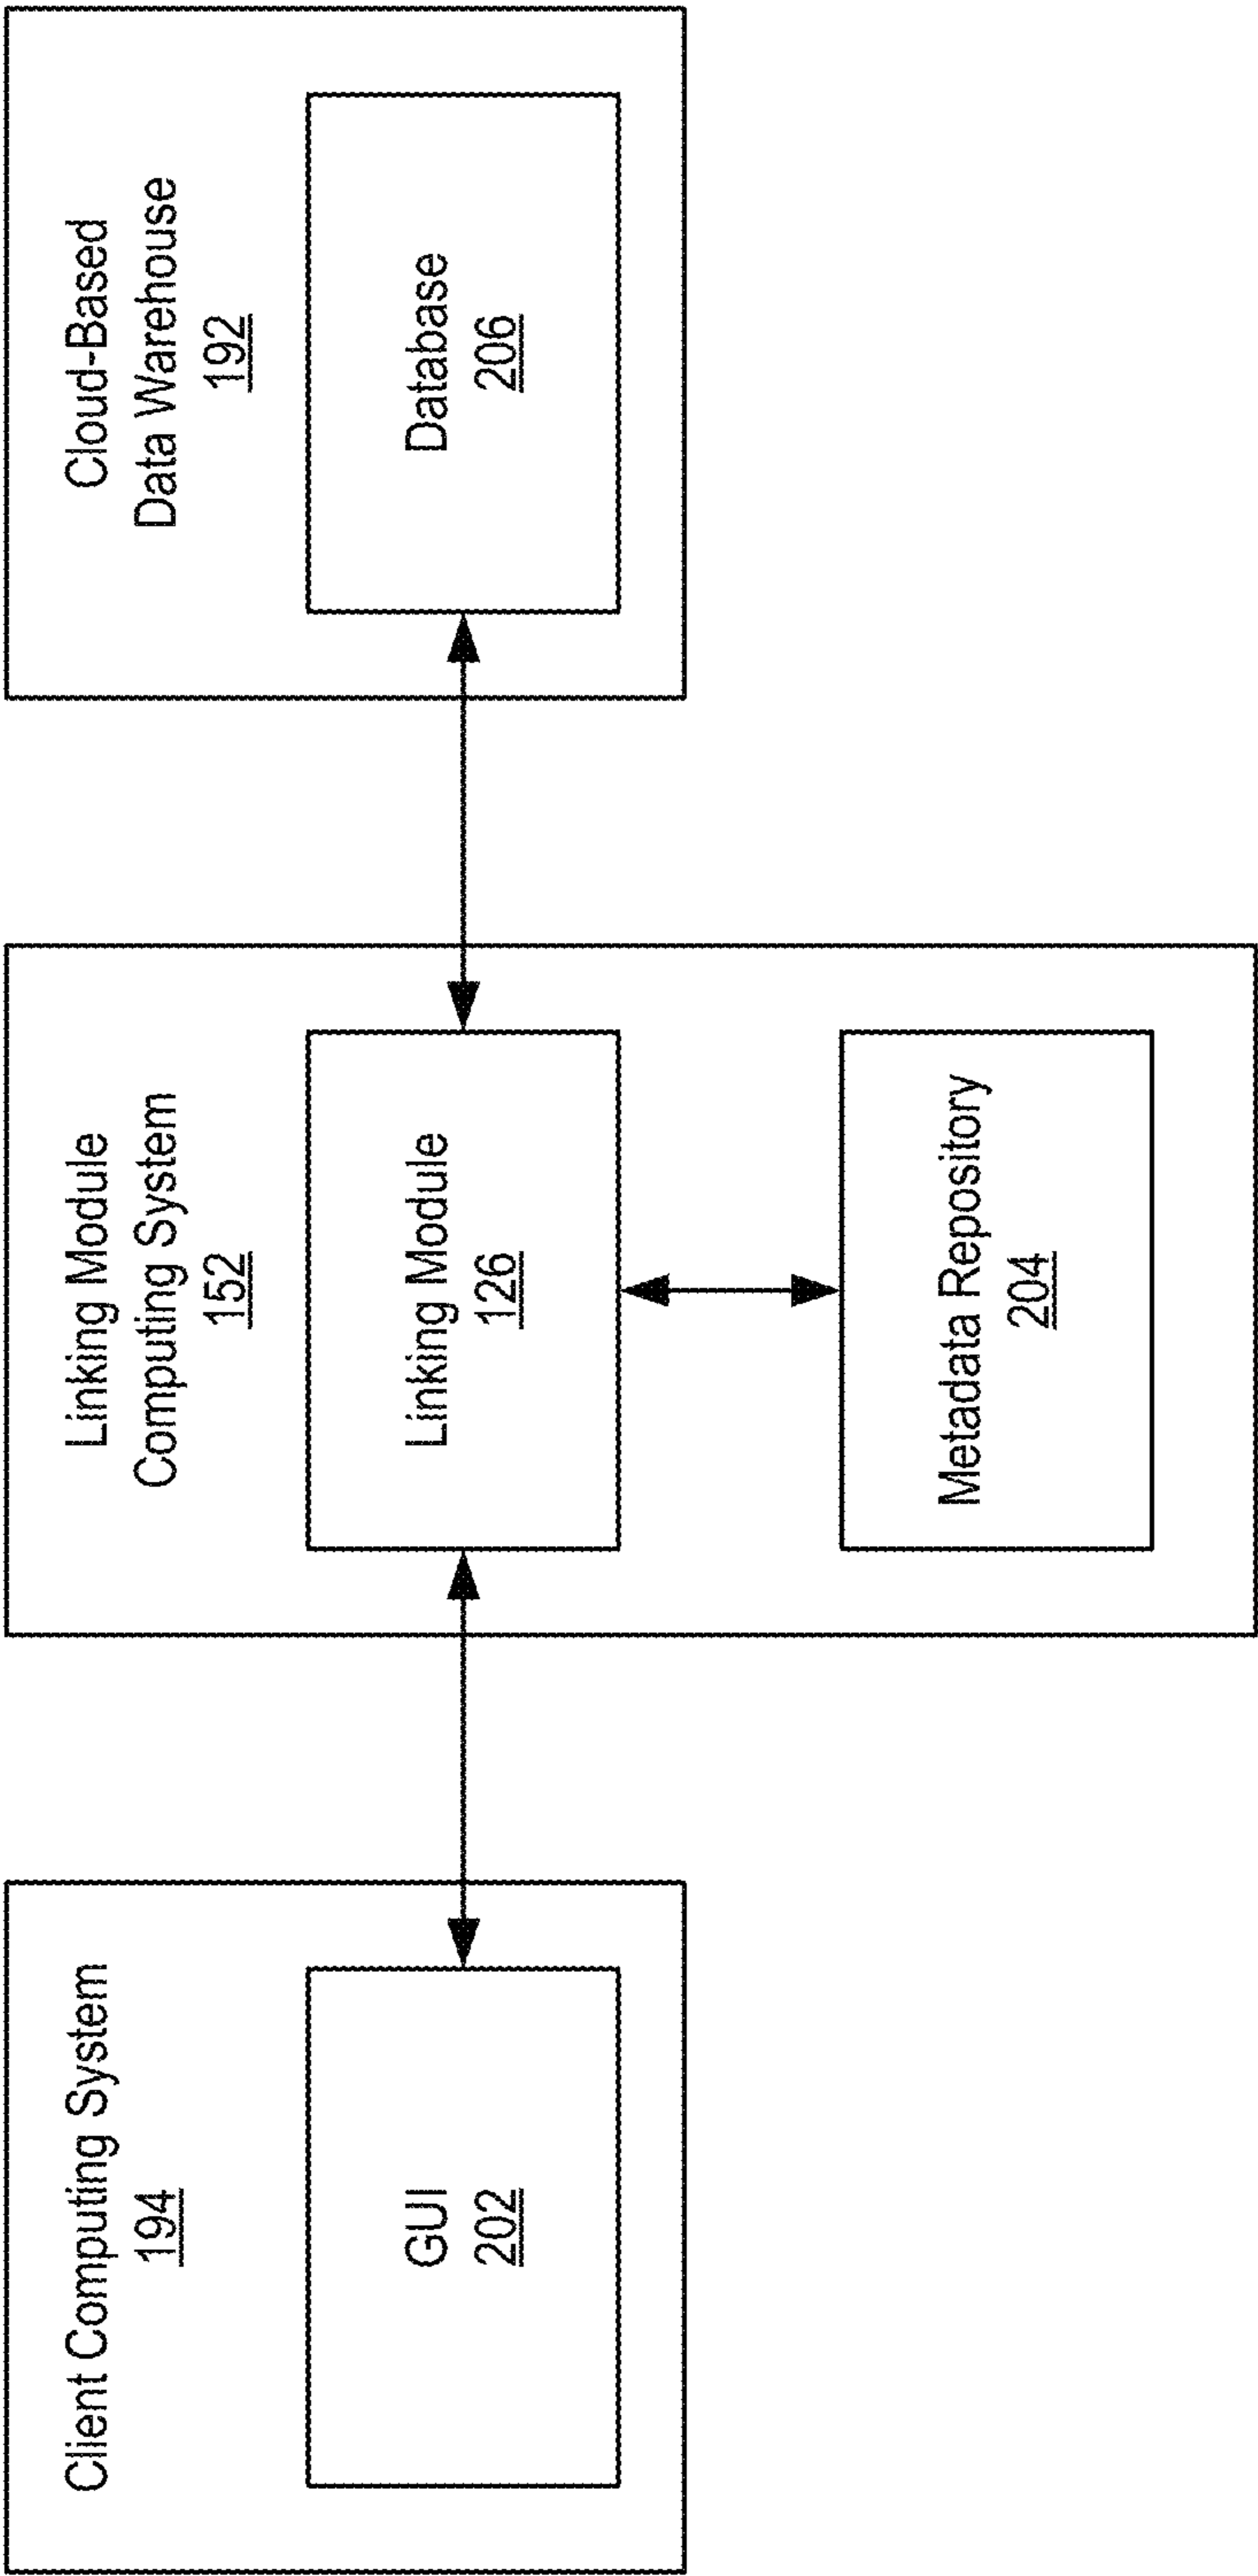 Client Computing System
194
GUI
202
Linking Module
Computing System
152
Linking Module
126
Metadata Repository
204
Cloud-Based
Data Warehouse
192
Database
206